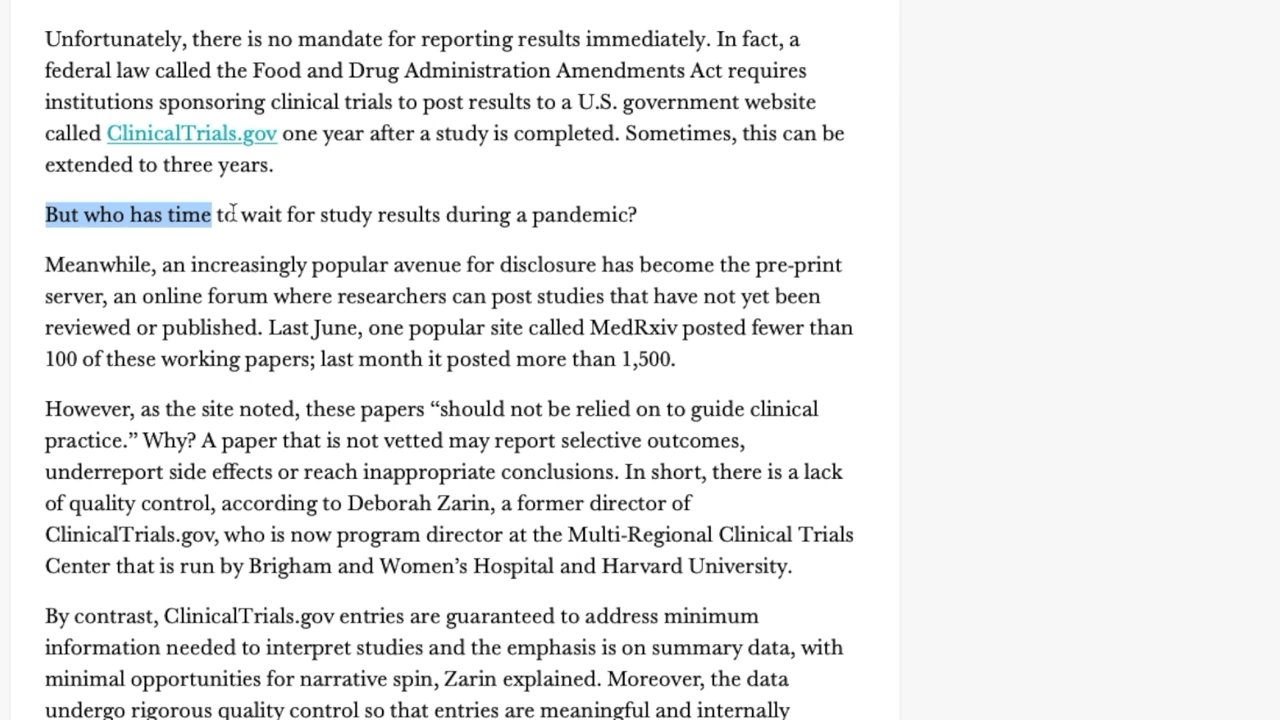 Unfortunately, there is no mandate for reporting results immediately. In fact, a
federal law called the Food and Drug Administration Amendments Act requires
institutions sponsoring clinical trials to post results to a U.S. government website
called ClinicalTrials.gov one year after a study is completed. Sometimes, this can be
extended to three years.
But who has time to wait for study results during a pandemic?
Meanwhile, an increasingly popular avenue for disclosure has become the pre-print
server, an online forum where researchers can post studies that have not yet been
reviewed or published. Last June, one popular site called MedRxiv posted fewer than
100 of these working papers; last month it posted more than 1,500.
However, as the site noted, these papers “should not be relied on to guide clinical
practice.” Why? A paper that is not vetted may report selective outcomes,
underreport side effects or reach inappropriate conclusions. In short, there is a lack
of quality control, according to Deborah Zarin, a former director of
ClinicalTrials.gov, who is now program director at the Multi-Regional Clinical Trials
Center that is run by Brigham and Women’s Hospital and Harvard University.
By contrast, ClinicalTrials.gov entries are guaranteed to address minimum
information needed to interpret studies and the emphasis is on summary data, with
minimal opportunities for narrative spin, Zarin explained. Moreover, the data
undergo rigorous quality control so that entries are meaningful and internally